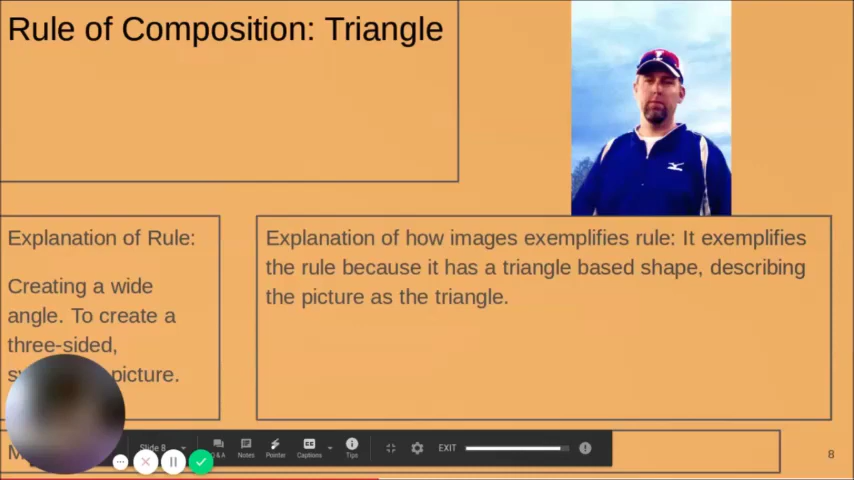 Rule of Composition: Triangle
Explanation of Rule:
Creating a wide
angle. To create a
three-sided,
picture.
Explanation of how images exemplifies rule: It exemplifies
the rule because it has a triangle based shape, describing
the picture as the triangle.
Slide 8
Notes
Pointer
Captions
Tips
EXIT
8